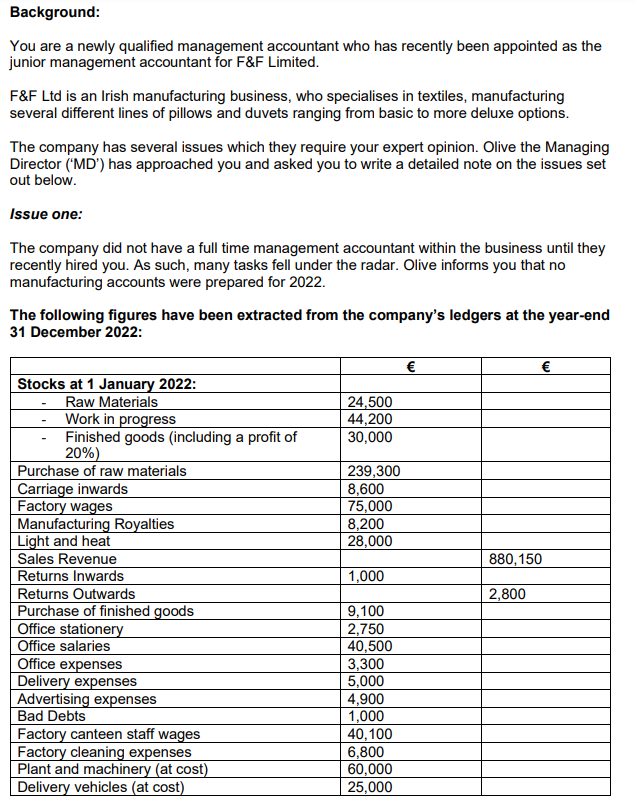 Background:
You are a newly qualified management accountant who has recently been appointed as the
junior management accountant for F&F Limited.
F&F Ltd is an Irish manufacturing business, who specialises in textiles, manufacturing
several different lines of pillows and duvets ranging from basic to more deluxe options.
The company has several issues which they require your expert opinion. Olive the Managing
Director ('MD') has approached you and asked you to write a detailed note on the issues set
out below.
Issue one:
The company did not have a full time management accountant within the business until they
recently hired you. As such, many tasks fell under the radar. Olive informs you that no
manufacturing accounts were prepared for 2022.
The following figures have been extracted from the company's ledgers at the year-end
31 December 2022:
€ €
Stocks at 1 January 2022:
- Raw Materials 24,500
- Work in progress 44,200
- Finished goods (including a profit of 30,000
20%)
Purchase of raw materials 239,300
Carriage inwards 8,600
Factory wages 75,000
Manufacturing Royalties 8,200
Light and heat 28,000
Sales Revenue 880,150
Returns Inwards 1,000
Returns Outwards 2,800
Purchase of finished goods 9,100
Office stationery 2,750
Office salaries 40,500
Office expenses 3,300
Delivery expenses 5,000
Advertising expenses 4,900
Bad Debts 1,000
Factory canteen staff wages 40,100
Factory cleaning expenses 6,800
Plant and machinery (at cost) 60,000
Delivery vehicles (at cost) 25,000